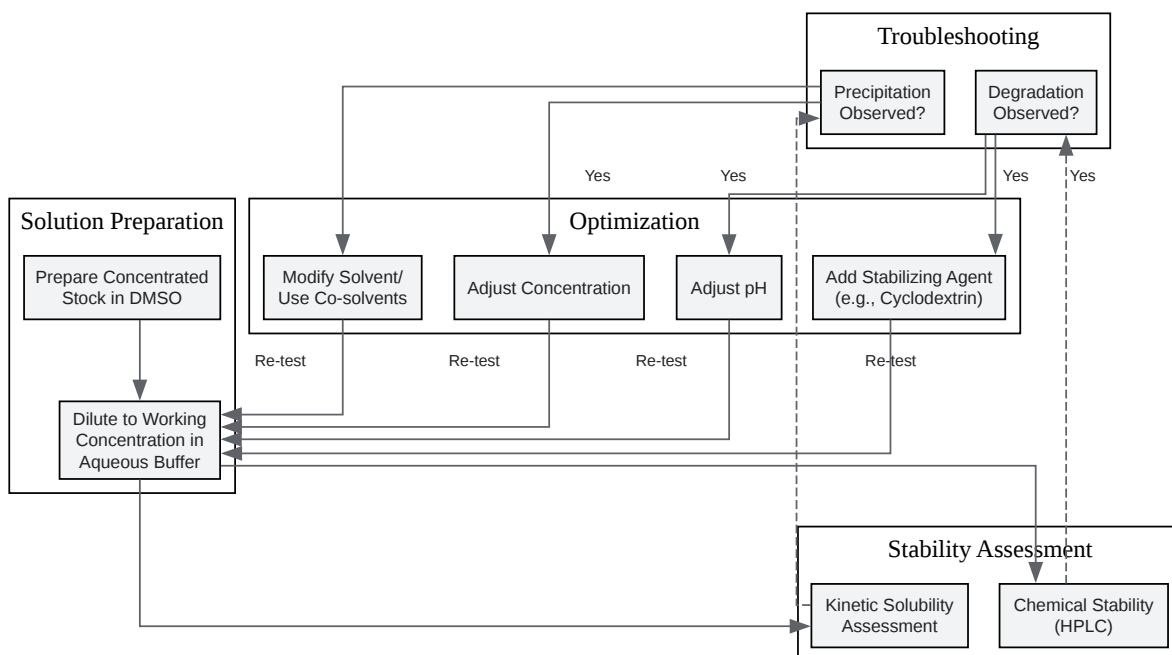 Troubleshooting
Precipitation
Observed?
Degradation
Observed?
Yes
Yes
Yes
Yes
Solution Preparation
Optimization
Prepare Concentrated
Stock in DMSO
Modify Solvent/
Use Co-solvents
Adjust Concentration
Adjust pH
Add Stabilizing Agent
(e.g., Cyclodextrin)
Re-test
Re-test
Re-test
Re-test
Dilute to Working
Concentration in
Aqueous Buffer
Stability Assessment
Kinetic Solubility
Assessment
Chemical Stability
(HPLC)